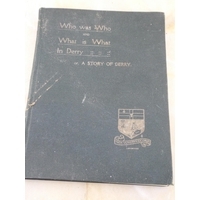 Who was Who
AND
What is What
In Derry
OR A STORY OF DERRY.